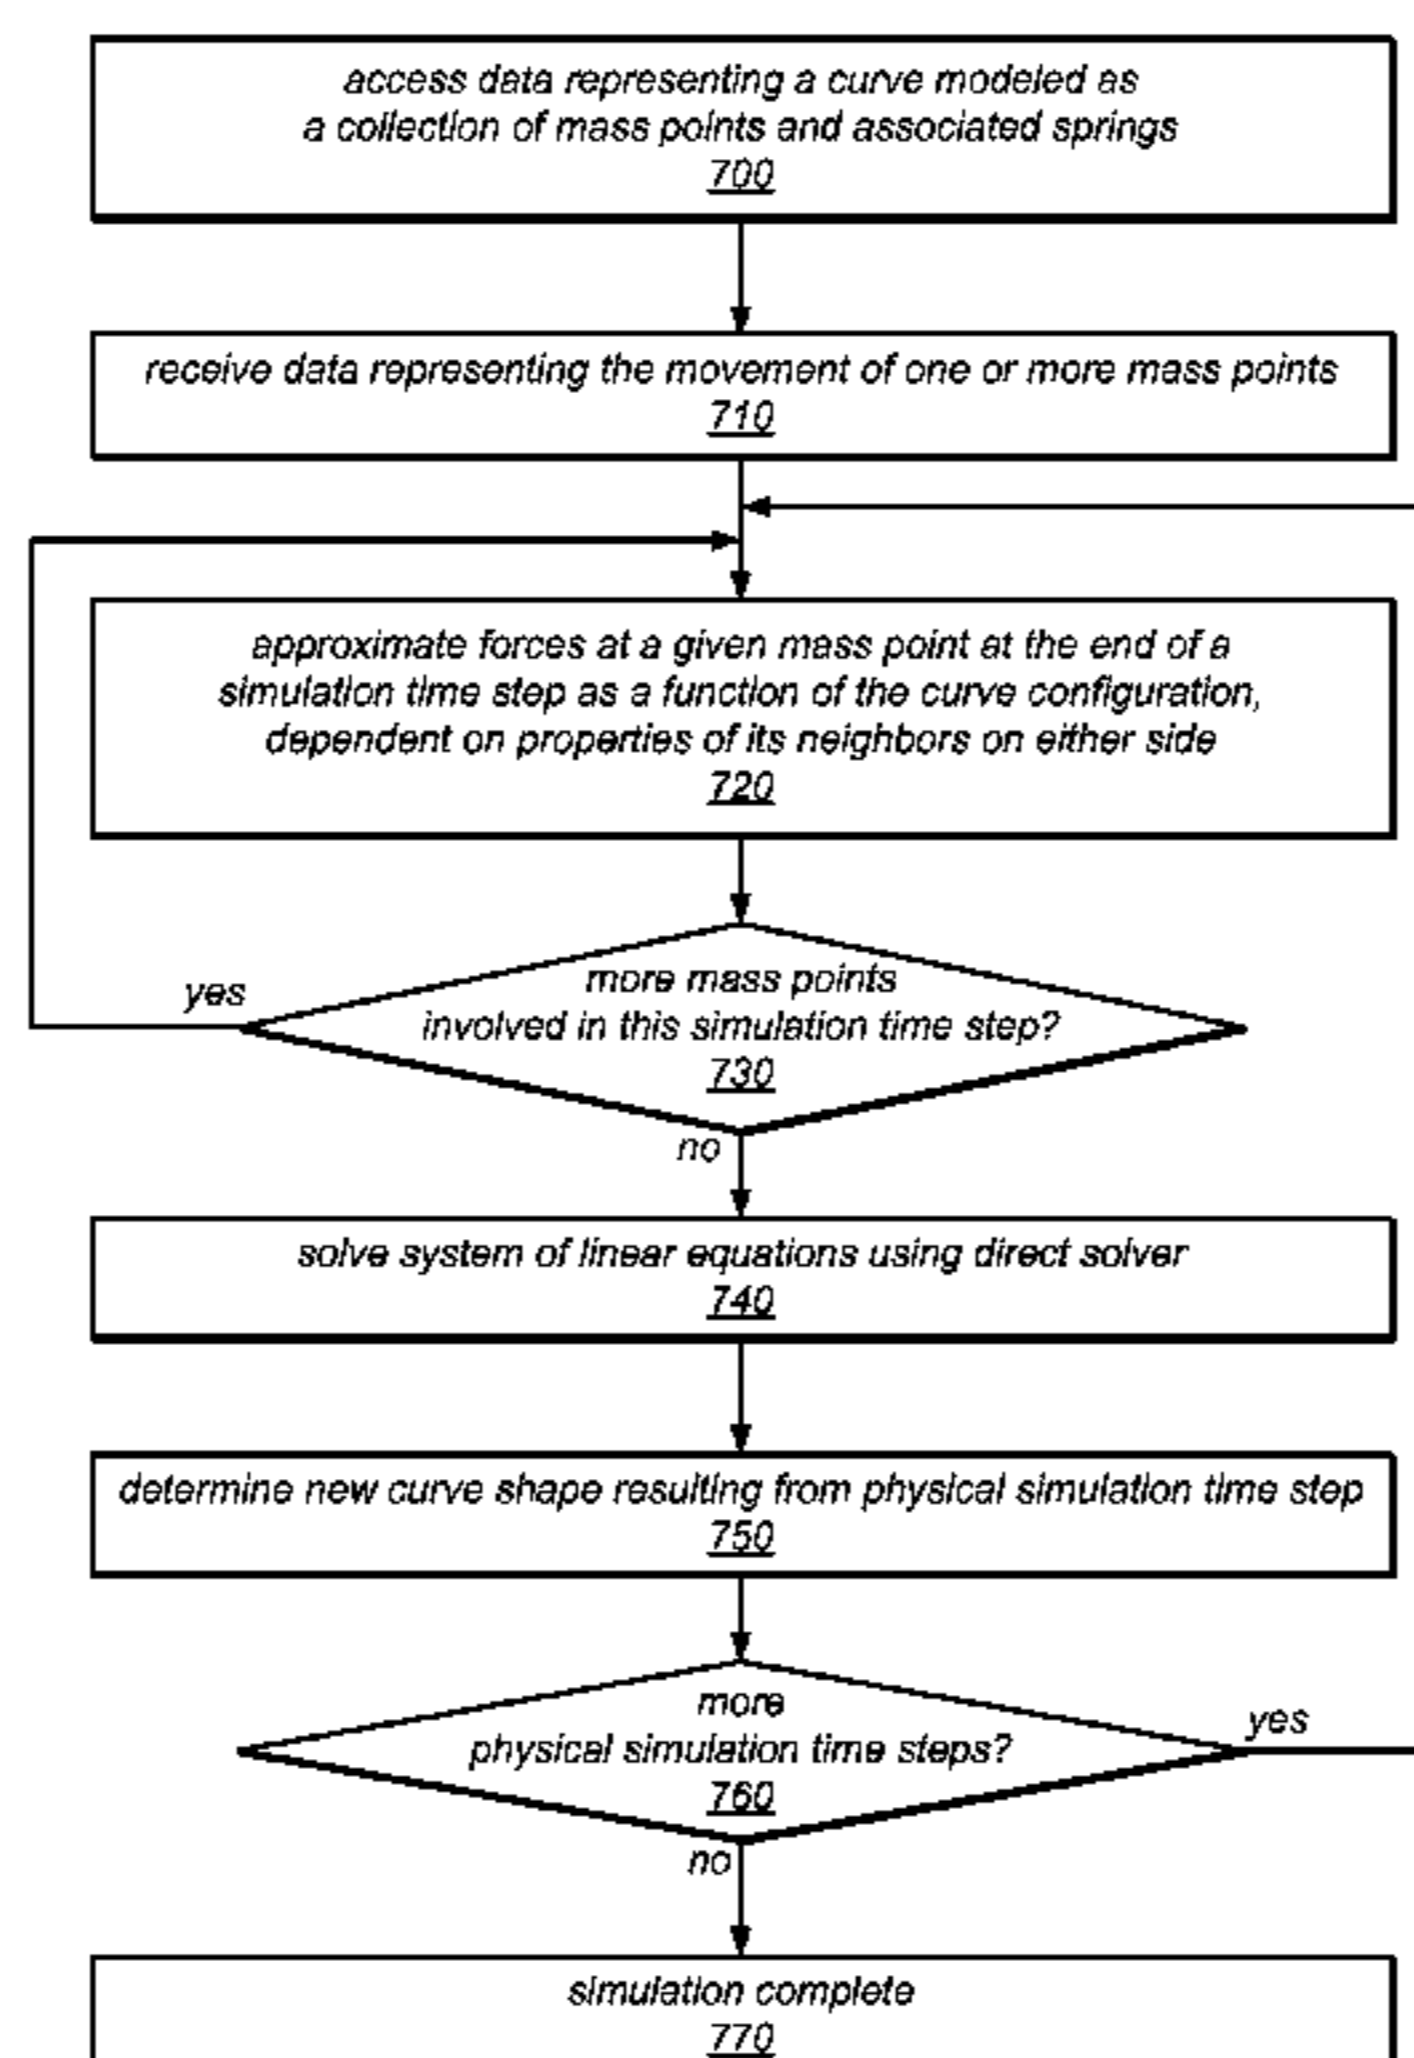 access data representing a curve modeled as
a collection of mass points and associated springs
700
receive data representing the movement of one or more mass points
710
approximate forces at a given mass point at the end of a
simulation time step as a function of the curve configuration,
dependent on properties of its neighbors on either side
720
more mass points
involved in this simulation time step?
730
yes
no
solve system of linear equations using direct solver
740
determine new curve shape resulting from physical simulation time step
750
more
physical simulation time steps?
760
yes
no
simulation complete
770